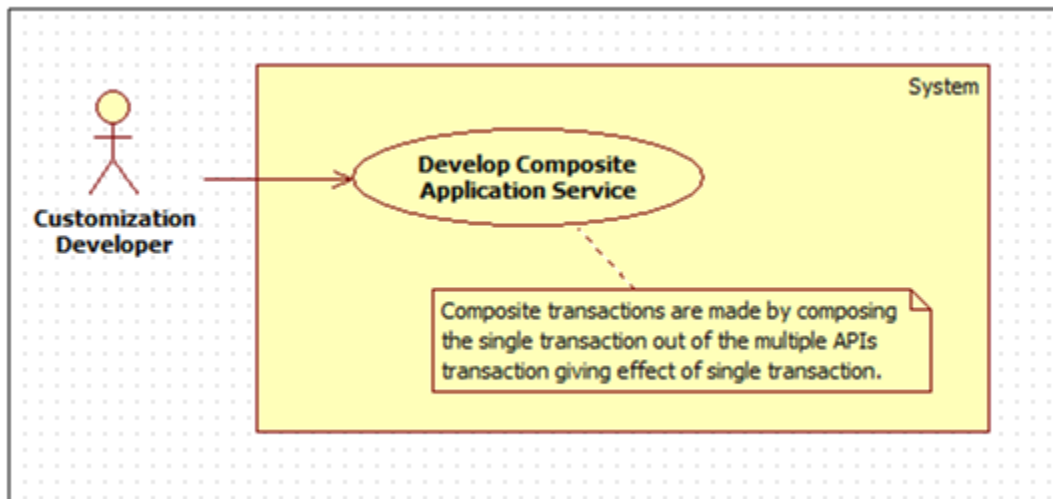 System
Develop Composite
Application Service
Customization
Developer
Composite transactions are made by composing
the single transaction out of the multiple APIs
transaction giving effect of single transaction.